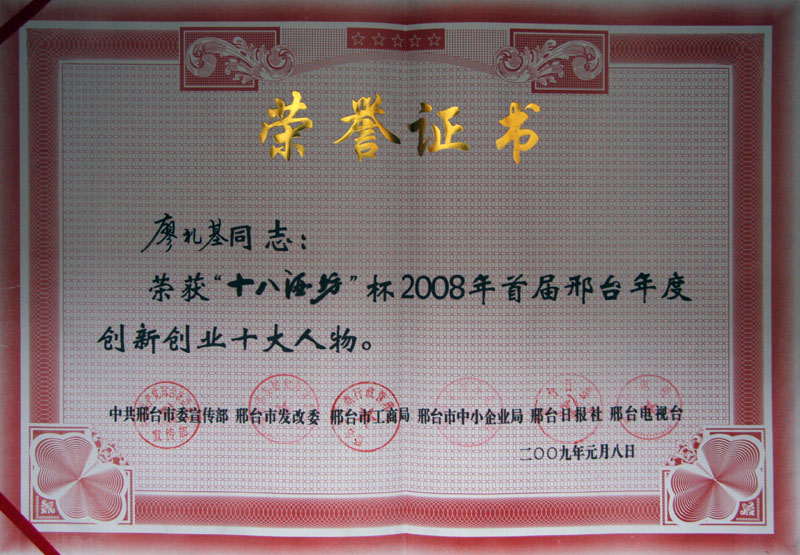 荣誉证书
廖礼基同志：
荣获“十八酒坊”杯2008年首届邢台年度
创新创业十大人物。
中共邢台市委宣传部 邢台市发改委 邢台市工商局 邢台市中小企业局 邢台日报社 邢台电视台
二〇〇九年元月八日